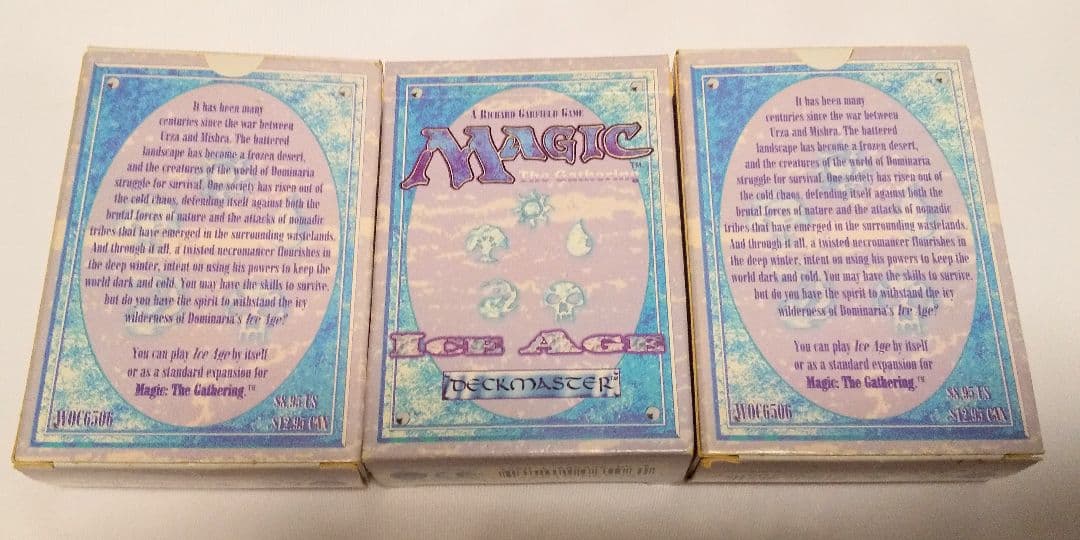 It has been many
centuries since the war between
Urza and Mishra. The battered
landscape has become a frozen desert,
and the creatures of the world of Dominaria
struggle for survival. One society has risen out of
the cold chaos, defending itself against both the
brutal forces of nature and the attacks of nomadic
tribes that have emerged in the surrounding wastelands.
And through it all, a twisted necromancer flourishes in
the deep winter, intent on using his powers to keep the
world dark and cold. You may have the skills to survive,
but do you have the spirit to withstand the icy
wilderness of Dominaria's Ice Age?
You can play Ice Age by itself
or as a standard expansion for
Magic: The Gathering.™
$8.95 US
WOC6506 $12.95 CAN
A RICHARD GARFIELD GAME
MAGIC™
The Gathering
ICE AGE
DECKMASTER
It has been many
centuries since the war between
Urza and Mishra. The battered
landscape has become a frozen desert,
and the creatures of the world of Dominaria
struggle for survival. One society has risen out of
the cold chaos, defending itself against both the
brutal forces of nature and the attacks of nomadic
tribes that have emerged in the surrounding wastelands.
And through it all, a twisted necromancer flourishes in
the deep winter, intent on using his powers to keep the
world dark and cold. You may have the skills to survive,
but do you have the spirit to withstand the icy
wilderness of Dominaria's Ice Age?
You can play Ice Age by itself
or as a standard expansion for
Magic: The Gathering.™
$8.95 US
WOC6506 $12.95 CAN